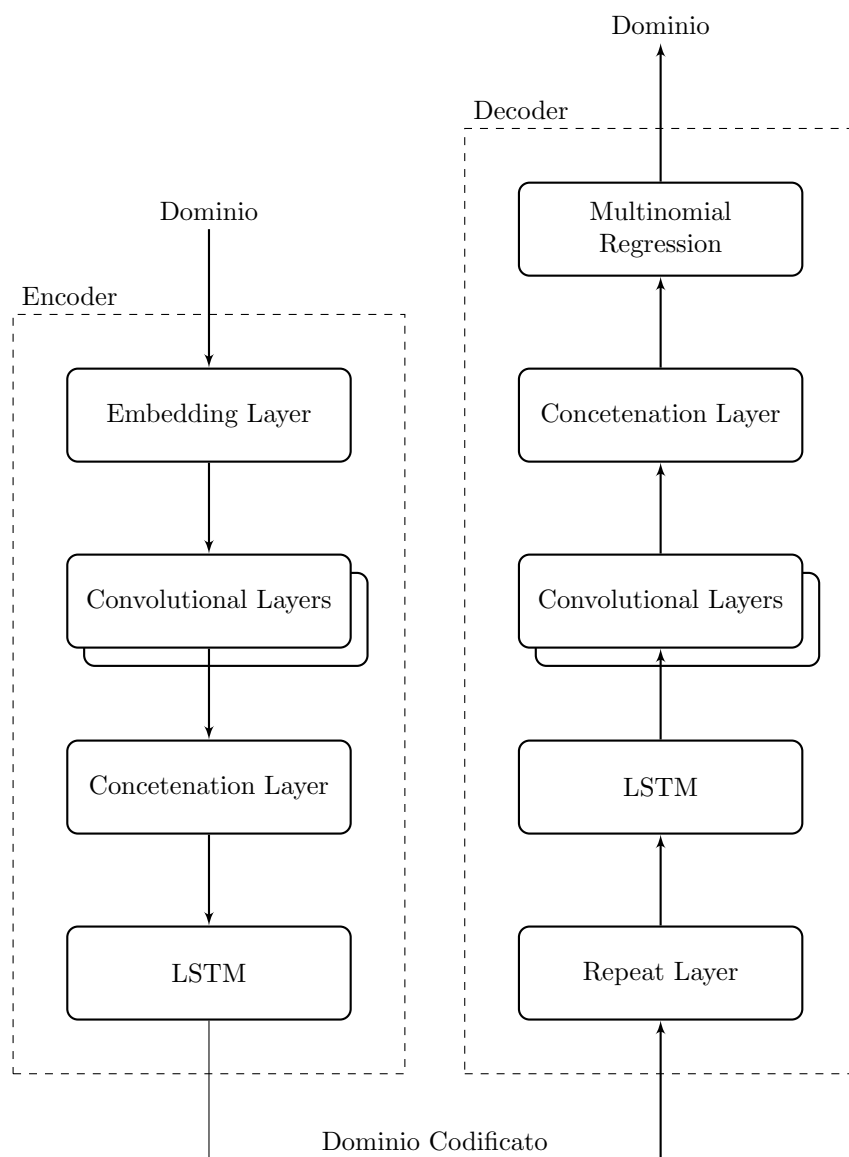 Dominio
Encoder
Embedding Layer
Convolutional Layers
Concetenation Layer
LSTM
Dominio Codificato
Dominio
Decoder
Multinomial
Regression
Concetenation Layer
Convolutional Layers
LSTM
Repeat Layer